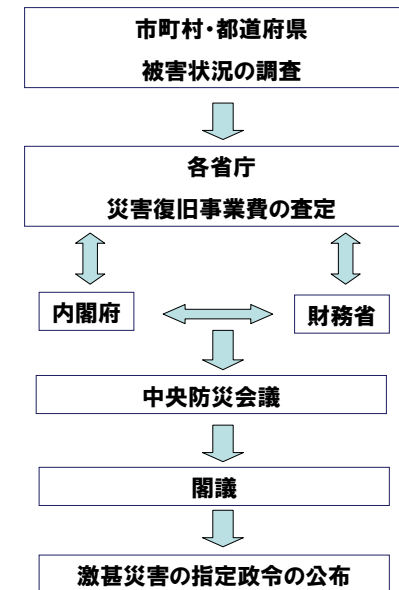 市町村・都道府県
被害状況の調査
各省庁
災害復旧事業費の査定
内閣府
財務省
中央防災会議
閣議
激甚災害の指定政令の公布